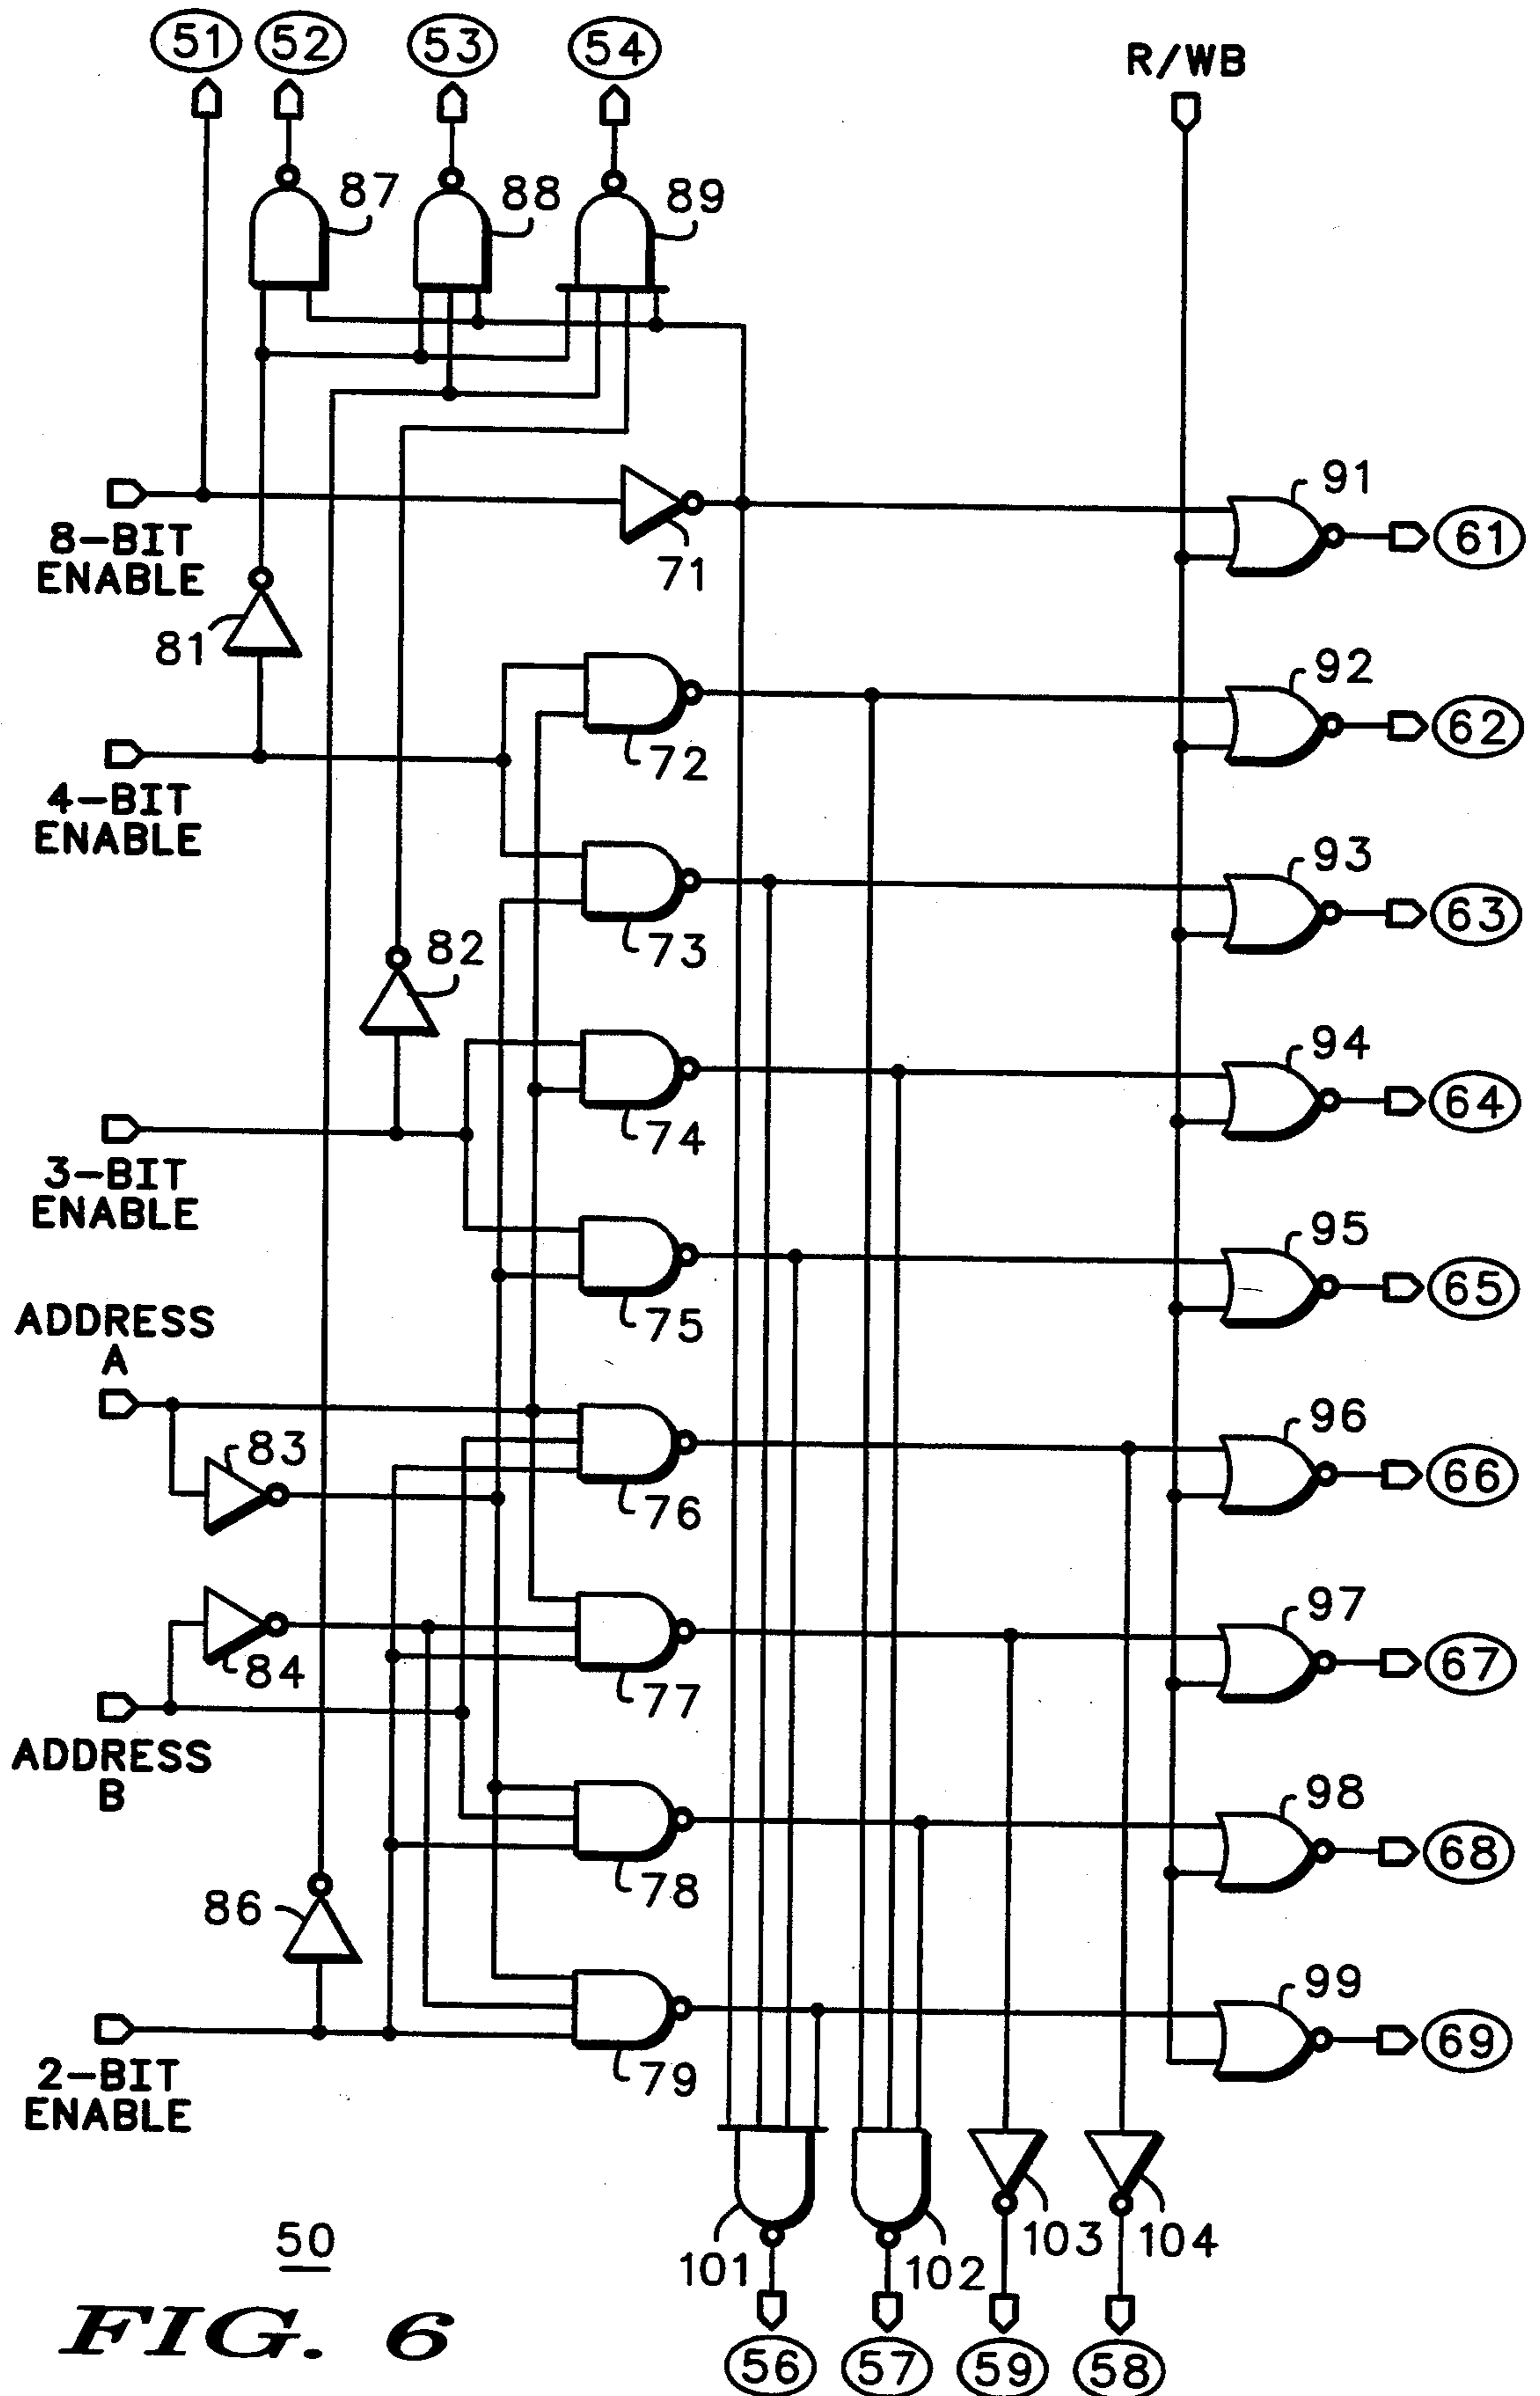 51 52 53 54
R/WB
87 88 89
8-BIT
ENABLE
71
91
61
81
92
62
72
4-BIT
ENABLE
93
63
73
82
94
64
74
3-BIT
ENABLE
95
65
75
ADDRESS
A
83
96
66
76
84
97
67
77
ADDRESS
B
98
68
78
86
99
69
79
2-BIT
ENABLE
101 102 103 104
50
56 57 59 58
FIG. 6